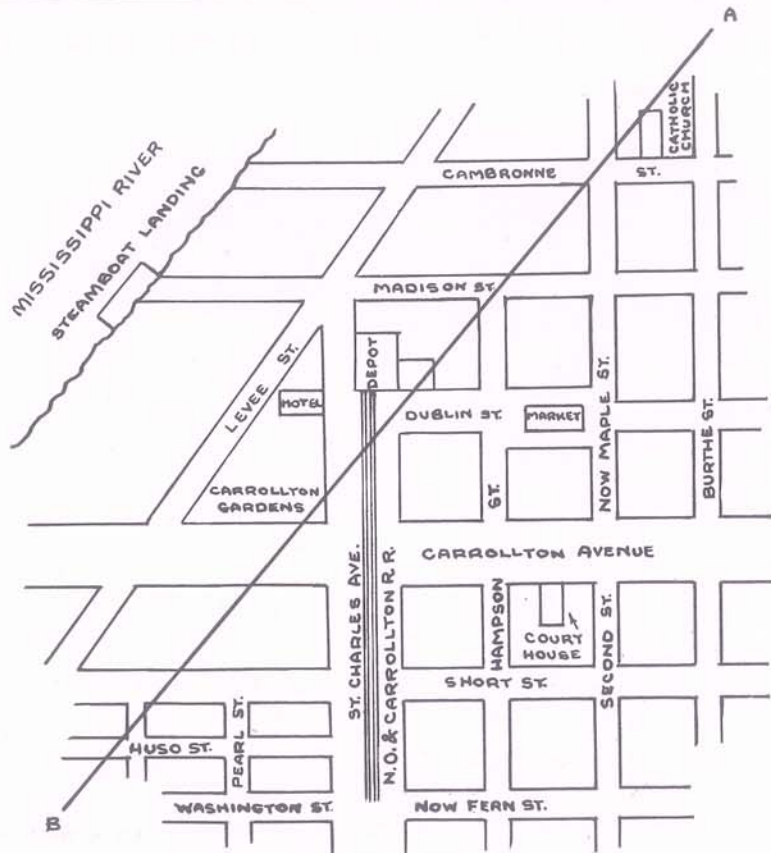 A
CATHOLIC
CHURCH
CAMBRONNE ST.
MISSISSIPPI RIVER
STEAMBOAT LANDING
MADISON ST.
LEVEE ST.
DEPOT
HOTEL
DUBLIN ST.
MARKET
NOW MAPLE ST.
BURTHE ST.
CARROLLTON
GARDENS
ST.
HAMPSON
CARROLLTON AVENUE
ST. CHARLES AVE.
N.O. & CARROLLTON R.R.
COURT
HOUSE
SECOND ST.
SHORT ST.
HUSO ST.
PEARL ST.
WASHINGTON ST.
NOW FERN ST.
B